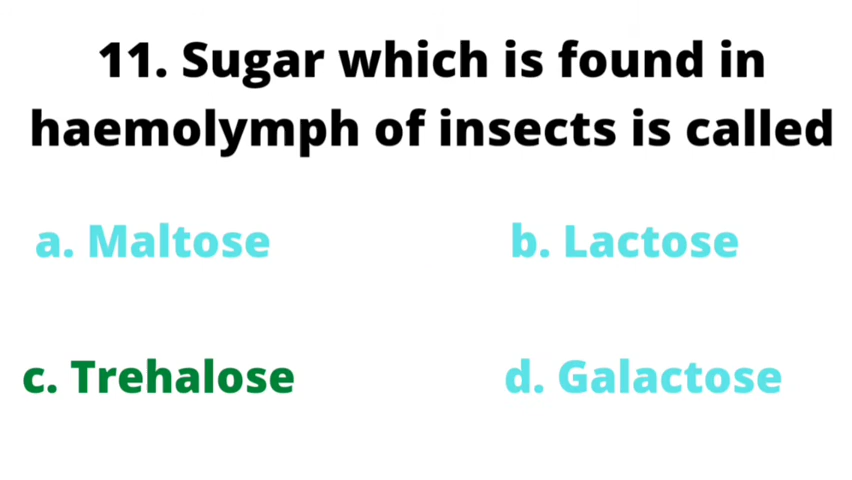 11. Sugar which is found in
haemolymph of insects is called
a. Maltose
b. Lactose
c. Trehalose
d. Galactose